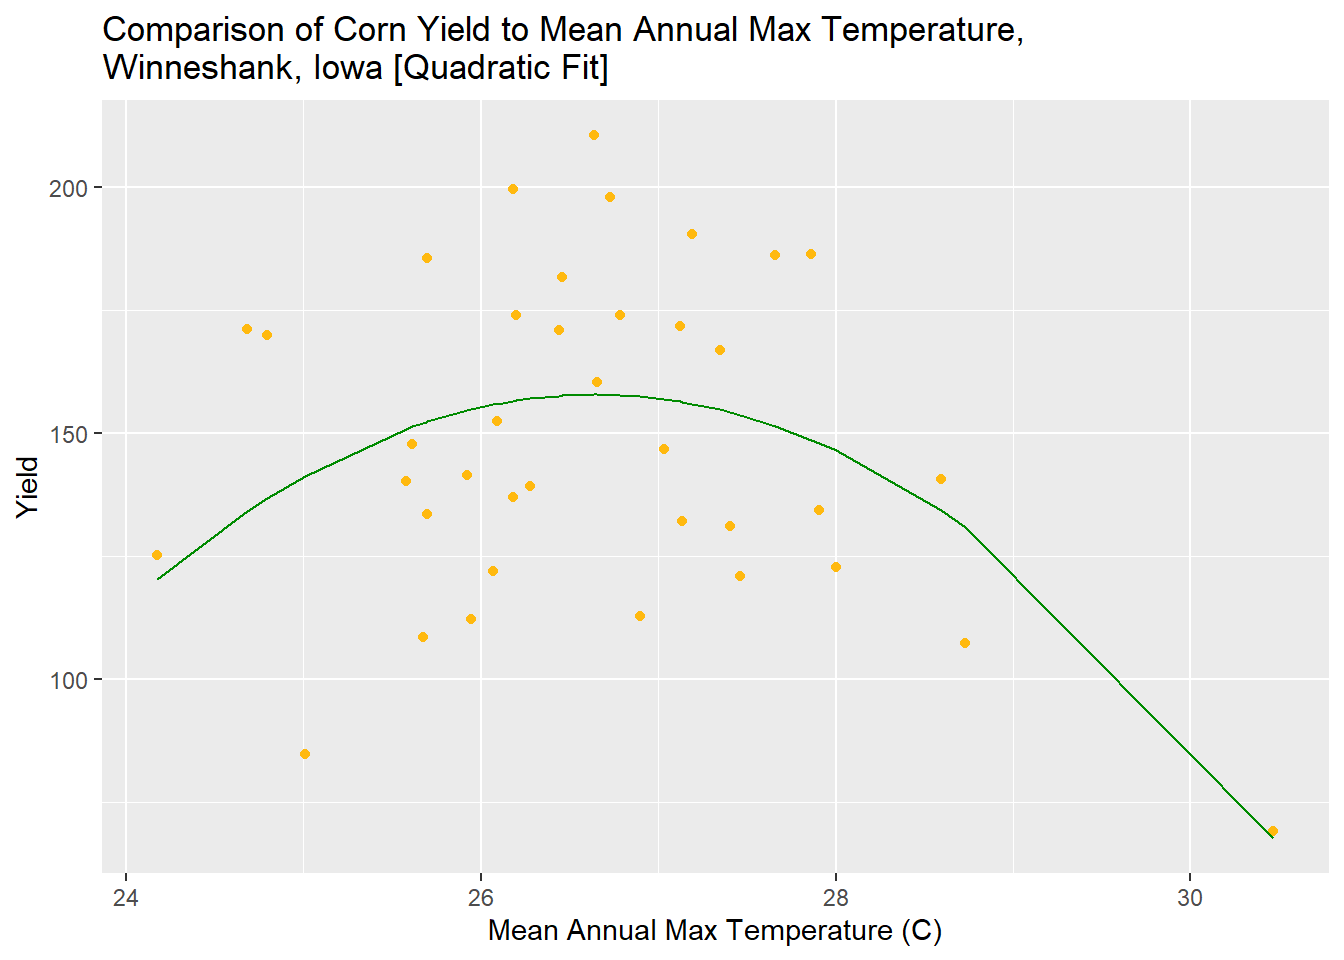 Comparison of Corn Yield to Mean Annual Max Temperature,
Winneshank, Iowa [Quadratic Fit]
200
150
100
Yield
24 26 28 30
Mean Annual Max Temperature (C)